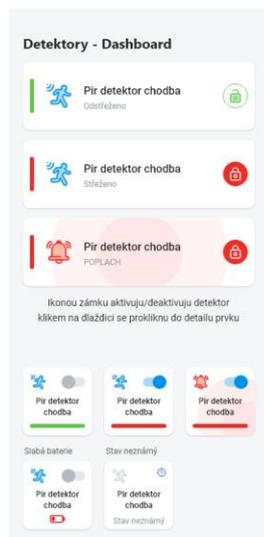 Detektory - Dashboard
Pir detektor chodba
Odstřeženo
Pir detektor chodba
Střeženo
Pir detektor chodba
POPLACH
Ikonou zámku aktivuju/deaktivuju detektor
klikem na dlaždici se prokliknu do detailu prvku
Pir detektor
chodba
Pir detektor
chodba
Pir detektor
chodba
Slabá baterie
Stav neznámý
Pir detektor
chodba
Pir detektor
chodba
Stav neznámý